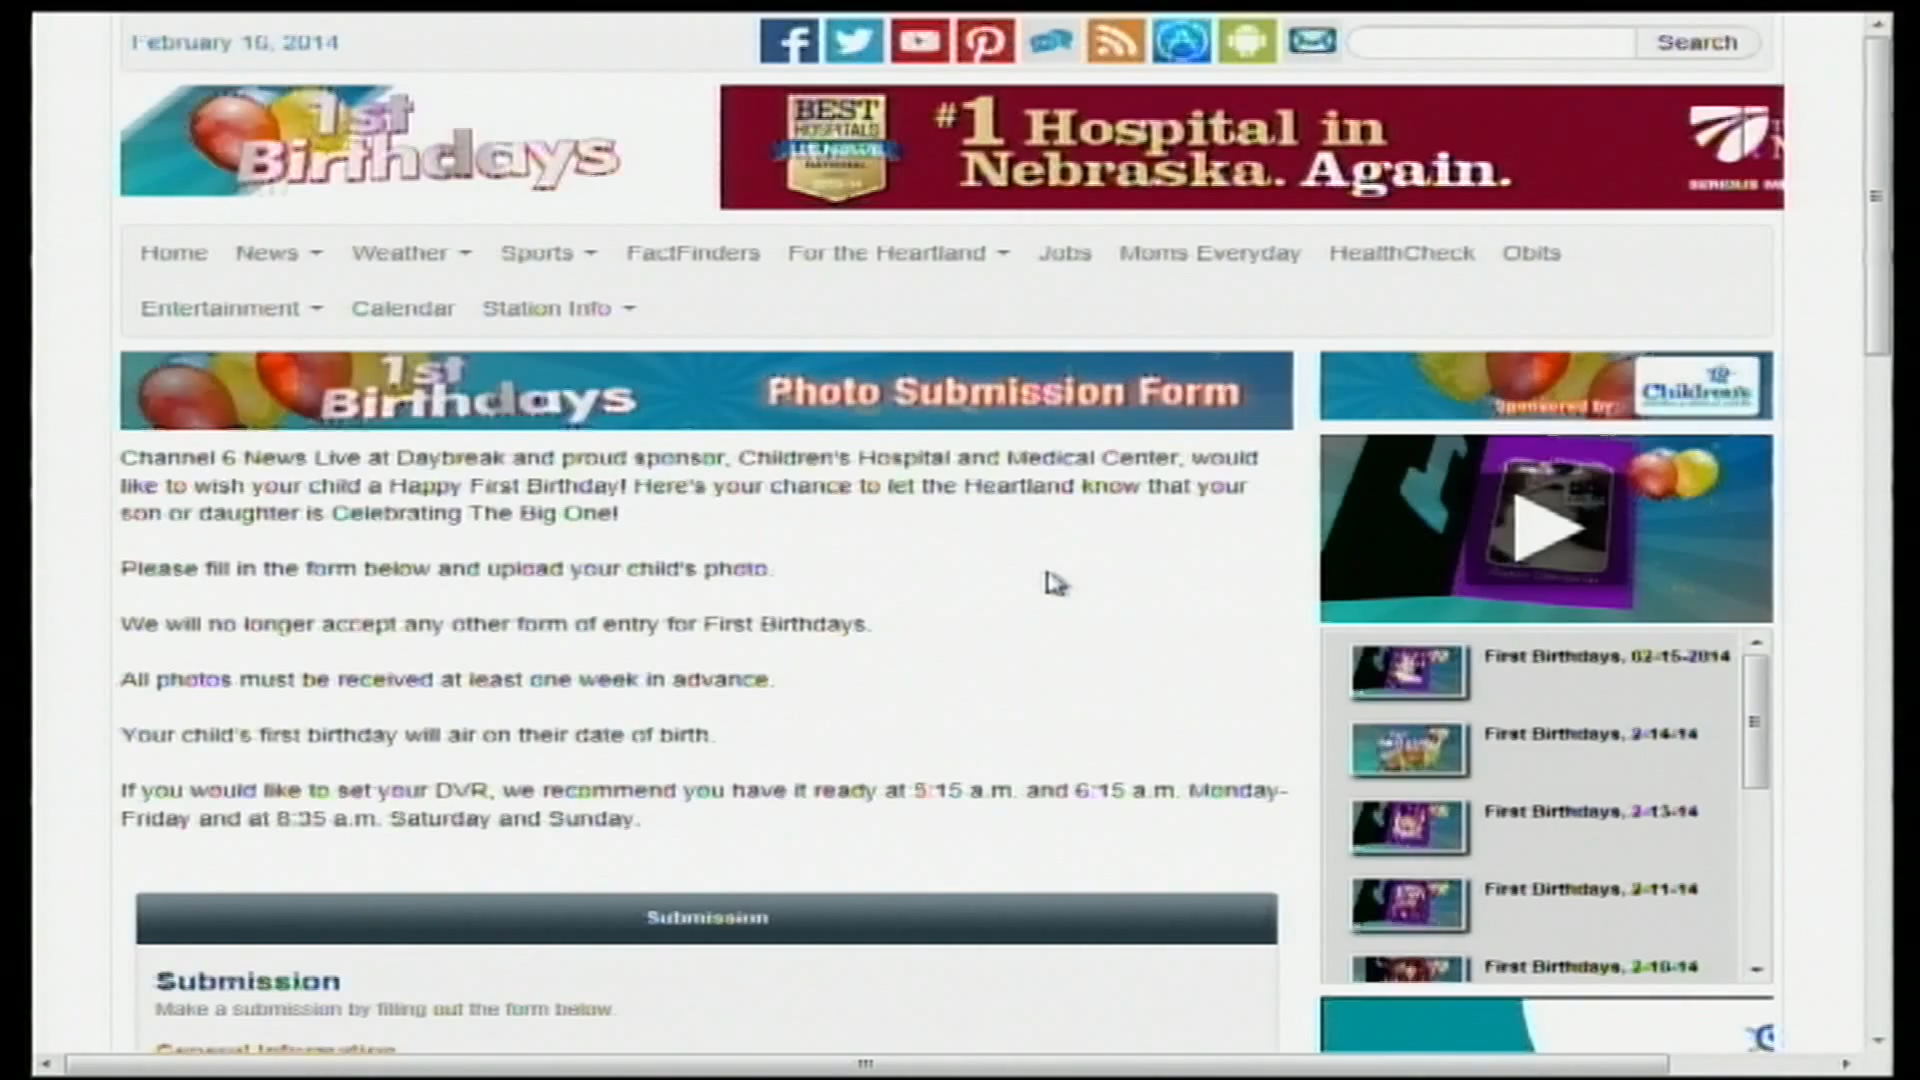 February 16, 2014
Search
1st
Birthdays
BEST
HOSPITALS
U.S. NEWS
NATIONAL
#1 Hospital in
Nebraska. Again.
Home News Weather Sports FactFinders For the Heartland Jobs Moms Everyday HealthCheck Obits
Entertainment Calendar Station Info
1st
Birthdays
Photo Submission Form
Sponsored by:
Children's
Channel 6 News Live at Daybreak and proud sponsor, Children's Hospital and Medical Center, would
like to wish your child a Happy First Birthday! Here's your chance to let the Heartland know that your
son or daughter is Celebrating The Big One!
Please fill in the form below and upload your child's photo.
We will no longer accept any other form of entry for First Birthdays.
All photos must be received at least one week in advance.
Your child's first birthday will air on their date of birth.
If you would like to set your DVR, we recommend you have it ready at 5:15 a.m. and 6:15 a.m. Monday-
Friday and at 8:35 a.m. Saturday and Sunday.
First Birthdays, 02-15-2014
First Birthdays, 2-14-14
First Birthdays, 2-13-14
First Birthdays, 2-11-14
First Birthdays, 2-10-14
Submission
Submission
Make a submission by filling out the form below.
General Information